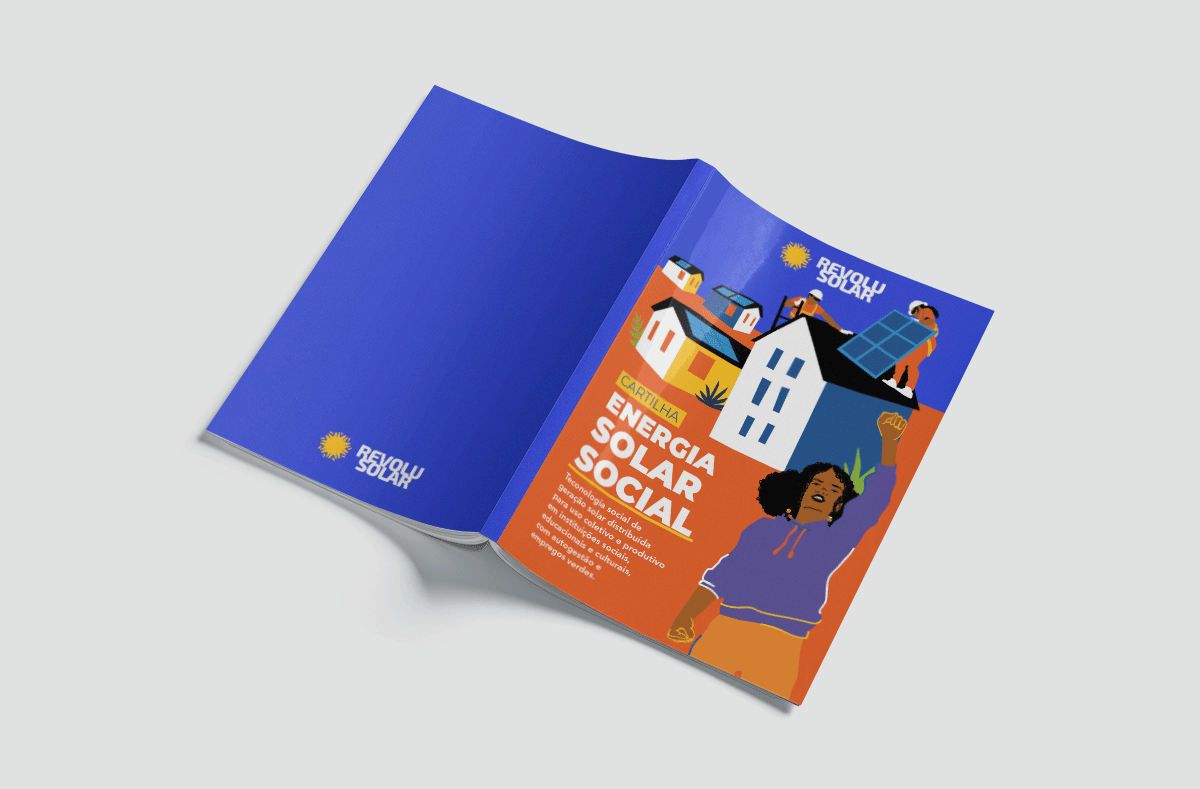 REVOLU
SOLAR
REVOLU
SOLAR
CARTILHA
ENERGIA
SOLAR
SOCIAL
Teconologia social de
geração solar distribuída
para uso coletivo e produtivo
em instituições sociais,
educacionais e culturais,
com autogestão e
empregos verdes.